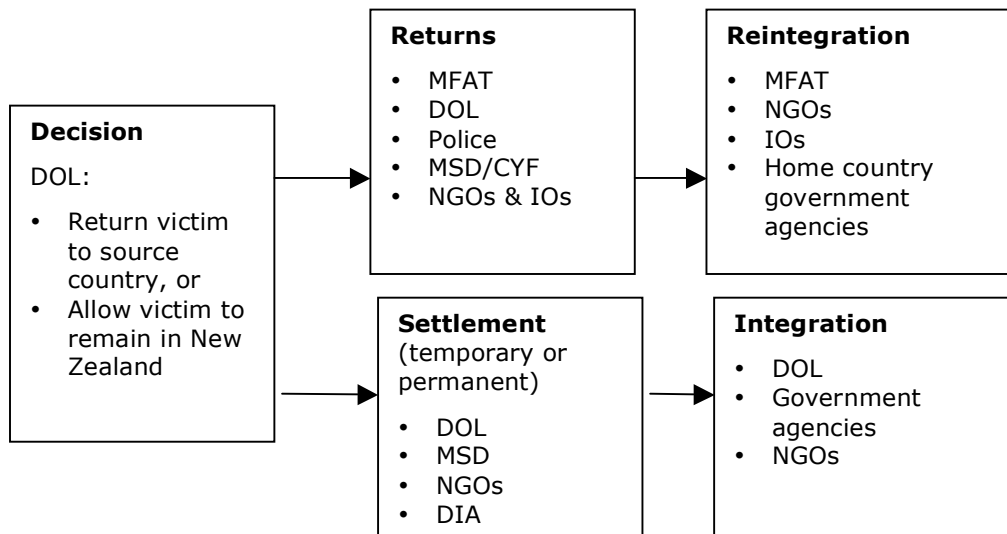 Decision
DOL:
• Return victim
to source
country, or
• Allow victim to
remain in New
Zealand
Returns
• MFAT
• DOL
• Police
• MSD/CYF
• NGOs & IOs
Reintegration
• MFAT
• NGOs
• IOs
• Home country
government
agencies
Settlement
(temporary or
permanent)
• DOL
• MSD
• NGOs
• DIA
Integration
• DOL
• Government
agencies
• NGOs